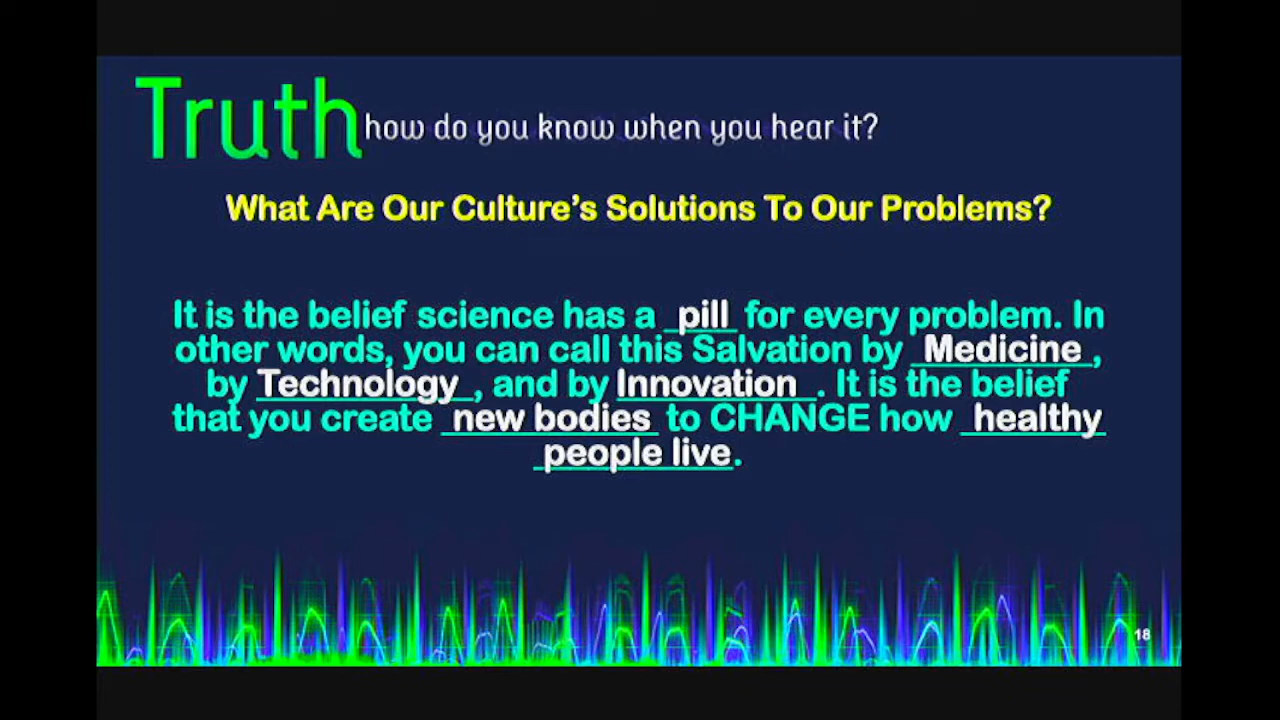 Truth how do you know when you hear it?
What Are Our Culture's Solutions To Our Problems?
It is the belief science has a pill for every problem. In
other words, you can call this Salvation by Medicine,
by Technology, and by Innovation. It is the belief
that you create new bodies to CHANGE how healthy
people live.
18